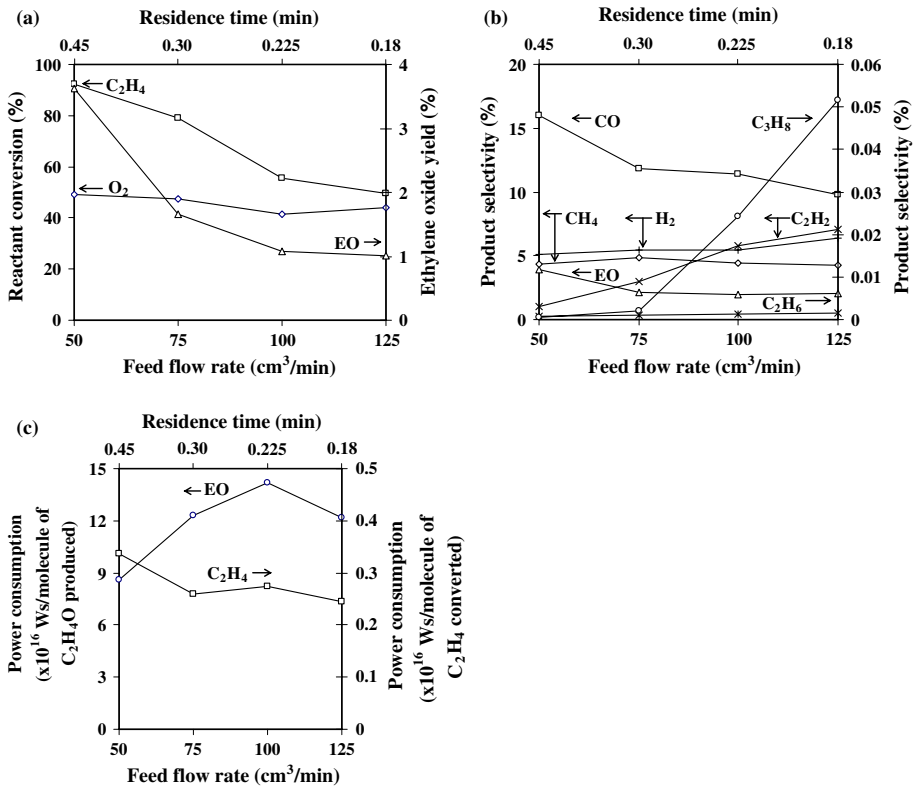 (a)
Residence time (min)
0.45 0.30 0.225 0.18
100
80
60
40
20
0
Reactant conversion (%)
C2H4
O2
EO
4
3
2
1
0
Ethylene oxide yield (%)
50 75 100 125
Feed flow rate (cm3/min)
(b)
Residence time (min)
0.45 0.30 0.225 0.18
20
15
10
5
0
Product selectivity (%)
CO
C3H8
CH4
H2
C2H2
EO
C2H6
0.06
0.05
0.04
0.03
0.02
0.01
0
Product selectivity (%)
50 75 100 125
Feed flow rate (cm3/min)
(c)
Residence time (min)
0.45 0.30 0.225 0.18
15
12
9
6
3
0
Power consumption
(x10^16 Ws/molecule of
C2H4O produced)
EO
C2H4
0.5
0.4
0.3
0.2
0.1
0
Power consumption
(x10^16 Ws/molecule of
C2H4 converted)
50 75 100 125
Feed flow rate (cm3/min)